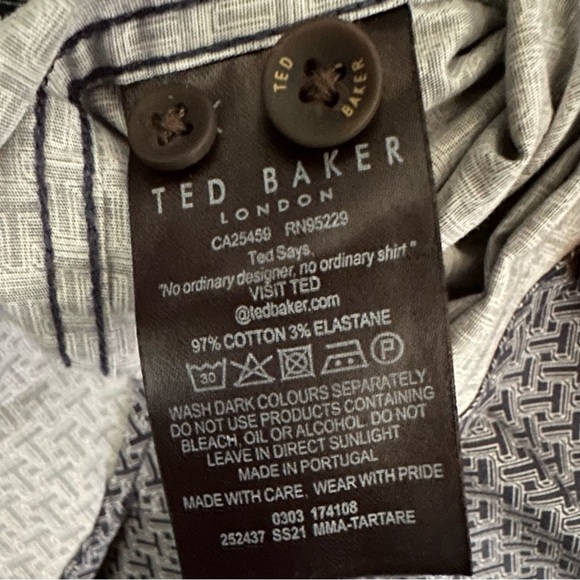 TED BAKER
TED BAKER
LONDON
CA25459 RN95229
Ted Says,
"No ordinary designer, no ordinary shirt"
VISIT TED
@tedbaker.com
97% COTTON 3% ELASTANE
30 P
WASH DARK COLOURS SEPARATELY,
DO NOT USE PRODUCTS CONTAINING
BLEACH, OIL OR ALCOHOL. DO NOT
LEAVE IN DIRECT SUNLIGHT
MADE IN PORTUGAL
MADE WITH CARE, WEAR WITH PRIDE
0303 174108
252437 SS21 MMA-TARTARE